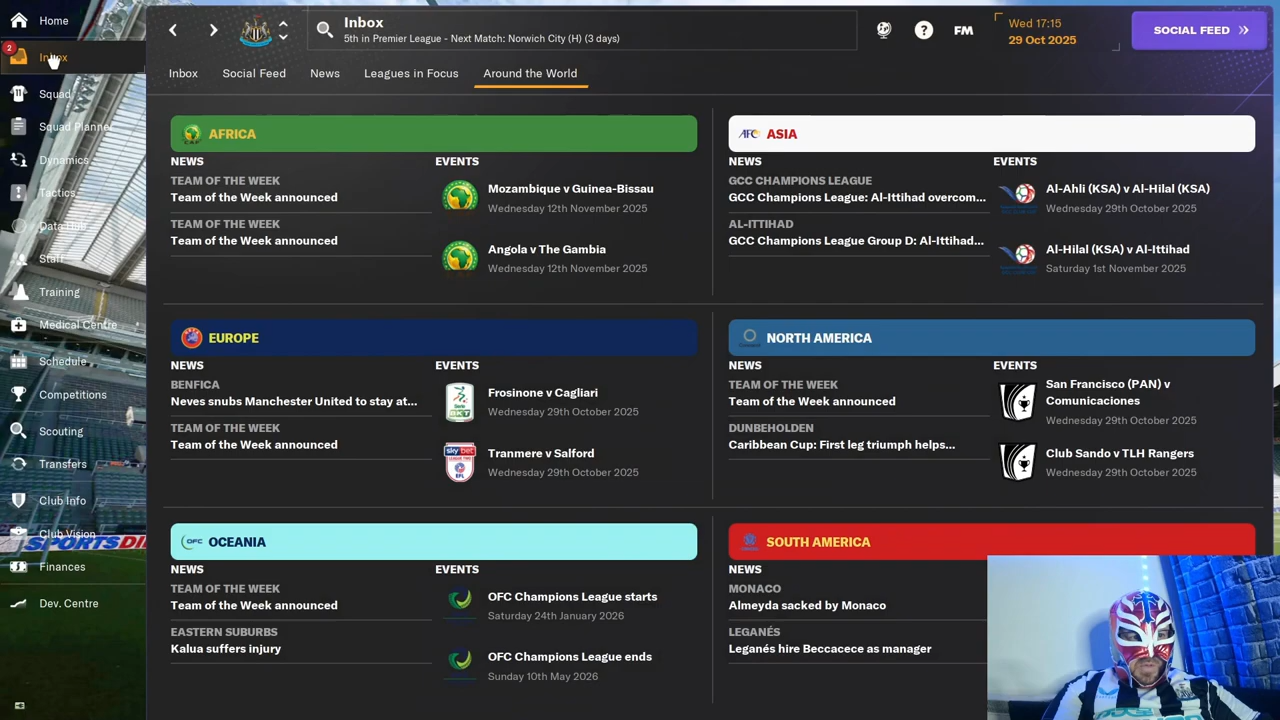 Home
2
Inbox
Squad
Squad Planner
Dynamics
Tactics
Data Hub
Staff
Training
Medical Centre
Schedule
Competitions
Scouting
Transfers
Club Info
Club Vision
Finances
Dev. Centre
Inbox
5th in Premier League - Next Match: Norwich City (H) (3 days)
?
FM
Wed 17:15
29 Oct 2025
SOCIAL FEED
Inbox
Social Feed
News
Leagues in Focus
Around the World
AFRICA
NEWS
TEAM OF THE WEEK
Team of the Week announced
TEAM OF THE WEEK
Team of the Week announced
EVENTS
Mozambique v Guinea-Bissau
Wednesday 12th November 2025
Angola v The Gambia
Wednesday 12th November 2025
AFC ASIA
NEWS
GCC CHAMPIONS LEAGUE
GCC Champions League: Al-Ittihad overcom...
AL-ITTIHAD
GCC Champions League Group D: Al-Ittihad...
EVENTS
Al-Ahli (KSA) v Al-Hilal (KSA)
Wednesday 29th October 2025
Al-Hilal (KSA) v Al-Ittihad
Saturday 1st November 2025
EUROPE
NEWS
BENFICA
Neves snubs Manchester United to stay at...
TEAM OF THE WEEK
Team of the Week announced
EVENTS
Frosinone v Cagliari
Wednesday 29th October 2025
Tranmere v Salford
Wednesday 29th October 2025
NORTH AMERICA
NEWS
TEAM OF THE WEEK
Team of the Week announced
DUNBEHOLDEN
Caribbean Cup: First leg triumph helps...
EVENTS
San Francisco (PAN) v
Comunicaciones
Wednesday 29th October 2025
Club Sando v TLH Rangers
Wednesday 29th October 2025
OFC OCEANIA
NEWS
TEAM OF THE WEEK
Team of the Week announced
EASTERN SUBURBS
Kalua suffers injury
EVENTS
OFC Champions League starts
Saturday 24th January 2026
OFC Champions League ends
Sunday 10th May 2026
SOUTH AMERICA
NEWS
MONACO
Almeyda sacked by Monaco
LEGANÉS
Leganés hire Beccacece as manager
SPORTS DI